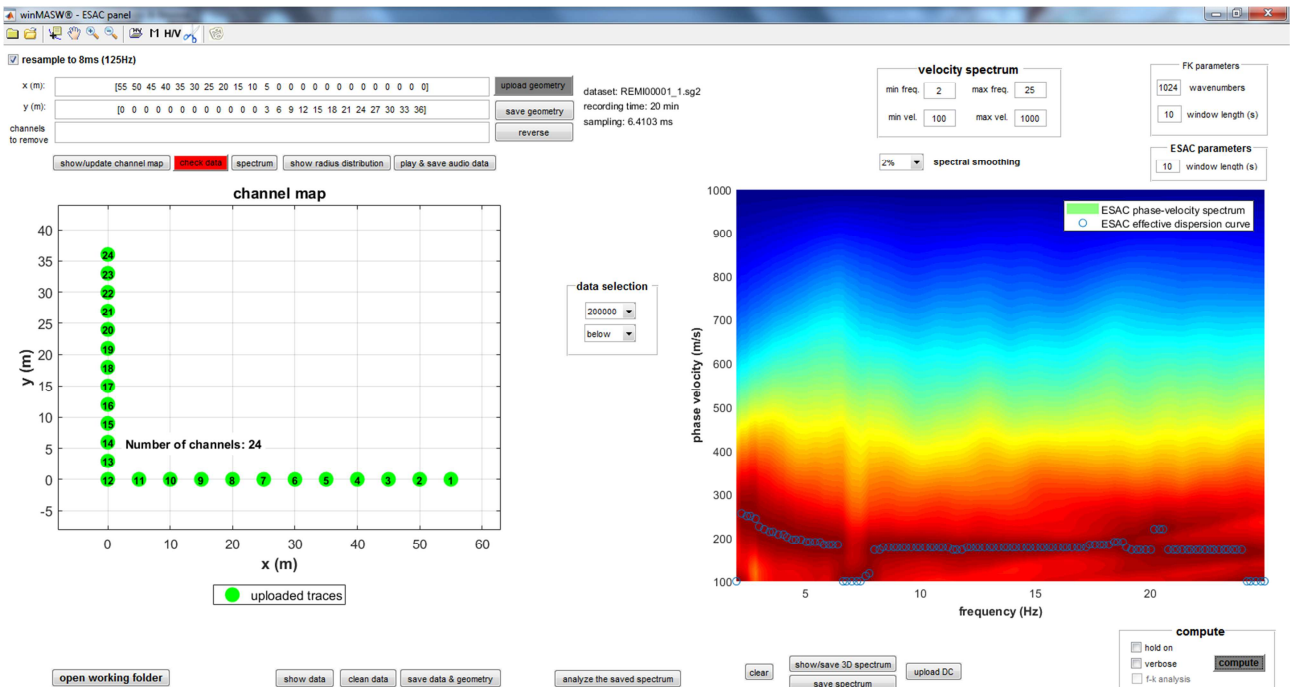 winMASW® - ESAC panel
H/V
resample to 8ms (125Hz)
x (m): [55 50 45 40 35 30 25 20 15 10 5 0 0 0 0 0 0 0 0 0 0 0 0 0] upload geometry
y (m): [0 0 0 0 0 0 0 0 0 0 0 0 3 6 9 12 15 18 21 24 27 30 33 36] save geometry
channels
to remove reverse
dataset: REMI00001_1.sg2
recording time: 20 min
sampling: 6.4103 ms
show/update channel map check data spectrum show radius distribution play & save audio data
velocity spectrum
min freq. 2 max freq. 25
min vel. 100 max vel. 1000
2% spectral smoothing
FK parameters
1024 wavenumbers
10 window length (s)
ESAC parameters
10 window length (s)
channel map
40
35
30
25
20
15
10
5
0
-5
y (m)
24
23
22
21
20
19
18
17
16
15
14
13
12 11 10 9 8 7 6 5 4 3 2 1
Number of channels: 24
0 10 20 30 40 50 60
x (m)
uploaded traces
data selection
200000
below
1000
900
800
700
600
500
400
300
200
100
phase velocity (m/s)
ESAC phase-velocity spectrum
ESAC effective dispersion curve
5 10 15 20
frequency (Hz)
open working folder show data clean data save data & geometry analyze the saved spectrum
clear show/save 3D spectrum upload DC
save spectrum
compute
hold on
verbose compute
f-k analysis